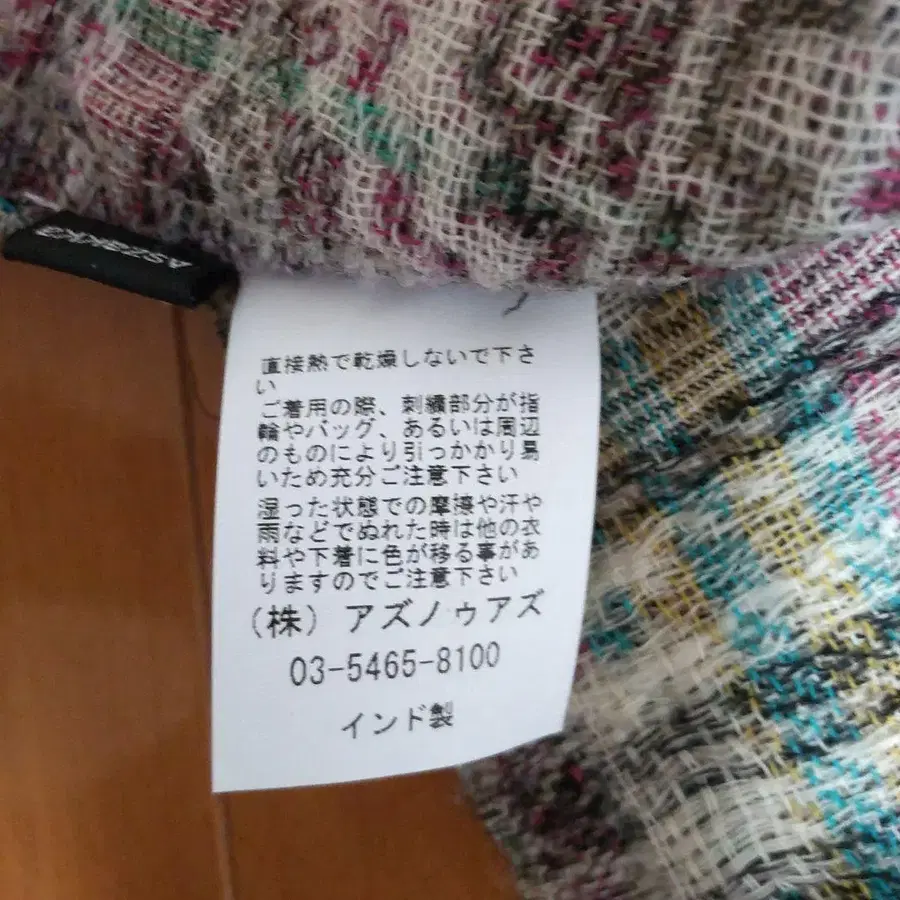 ASZaKKa
直接熱で乾燥しないで下さ
い
ご着用の際、刺繍部分が指
輪やバッグ、あるいは周辺
のものにより引っかかり易
いため充分ご注意下さい
湿った状態での摩擦や汗や
雨などでぬれた時は他の衣
料や下着に色が移る事があ
りますのでご注意下さい
(株) アズノゥアズ
03-5465-8100
インド製